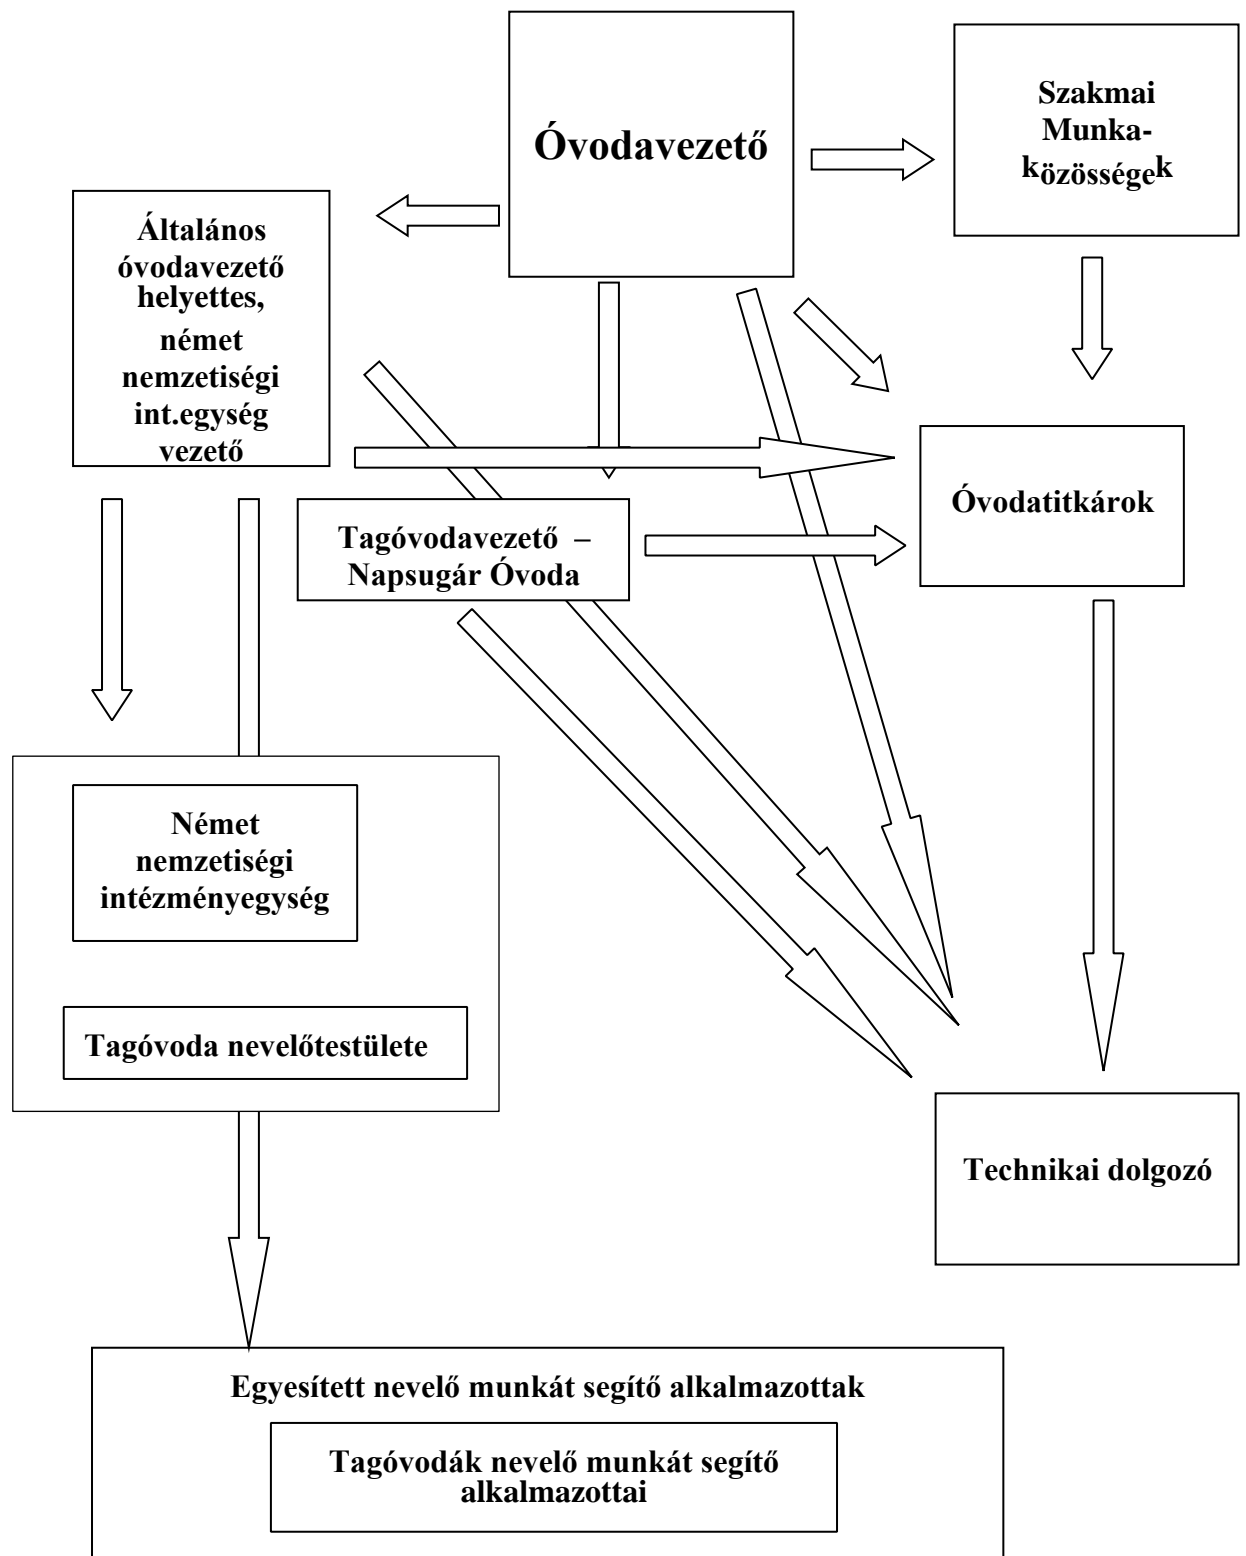 Óvodavezető
Szakmai
Munka-
közösségek
Általános
óvodavezető
helyettes,
német
nemzetiségi
int.egység
vezető
Óvodatitkárok
Tagóvodavezető –
Napsugár Óvoda
Német
nemzetiségi
intézményegység
Tagóvoda nevelőtestülete
Technikai dolgozó
Egyesített nevelő munkát segítő alkalmazottak
Tagóvodák nevelő munkát segítő
alkalmazottai